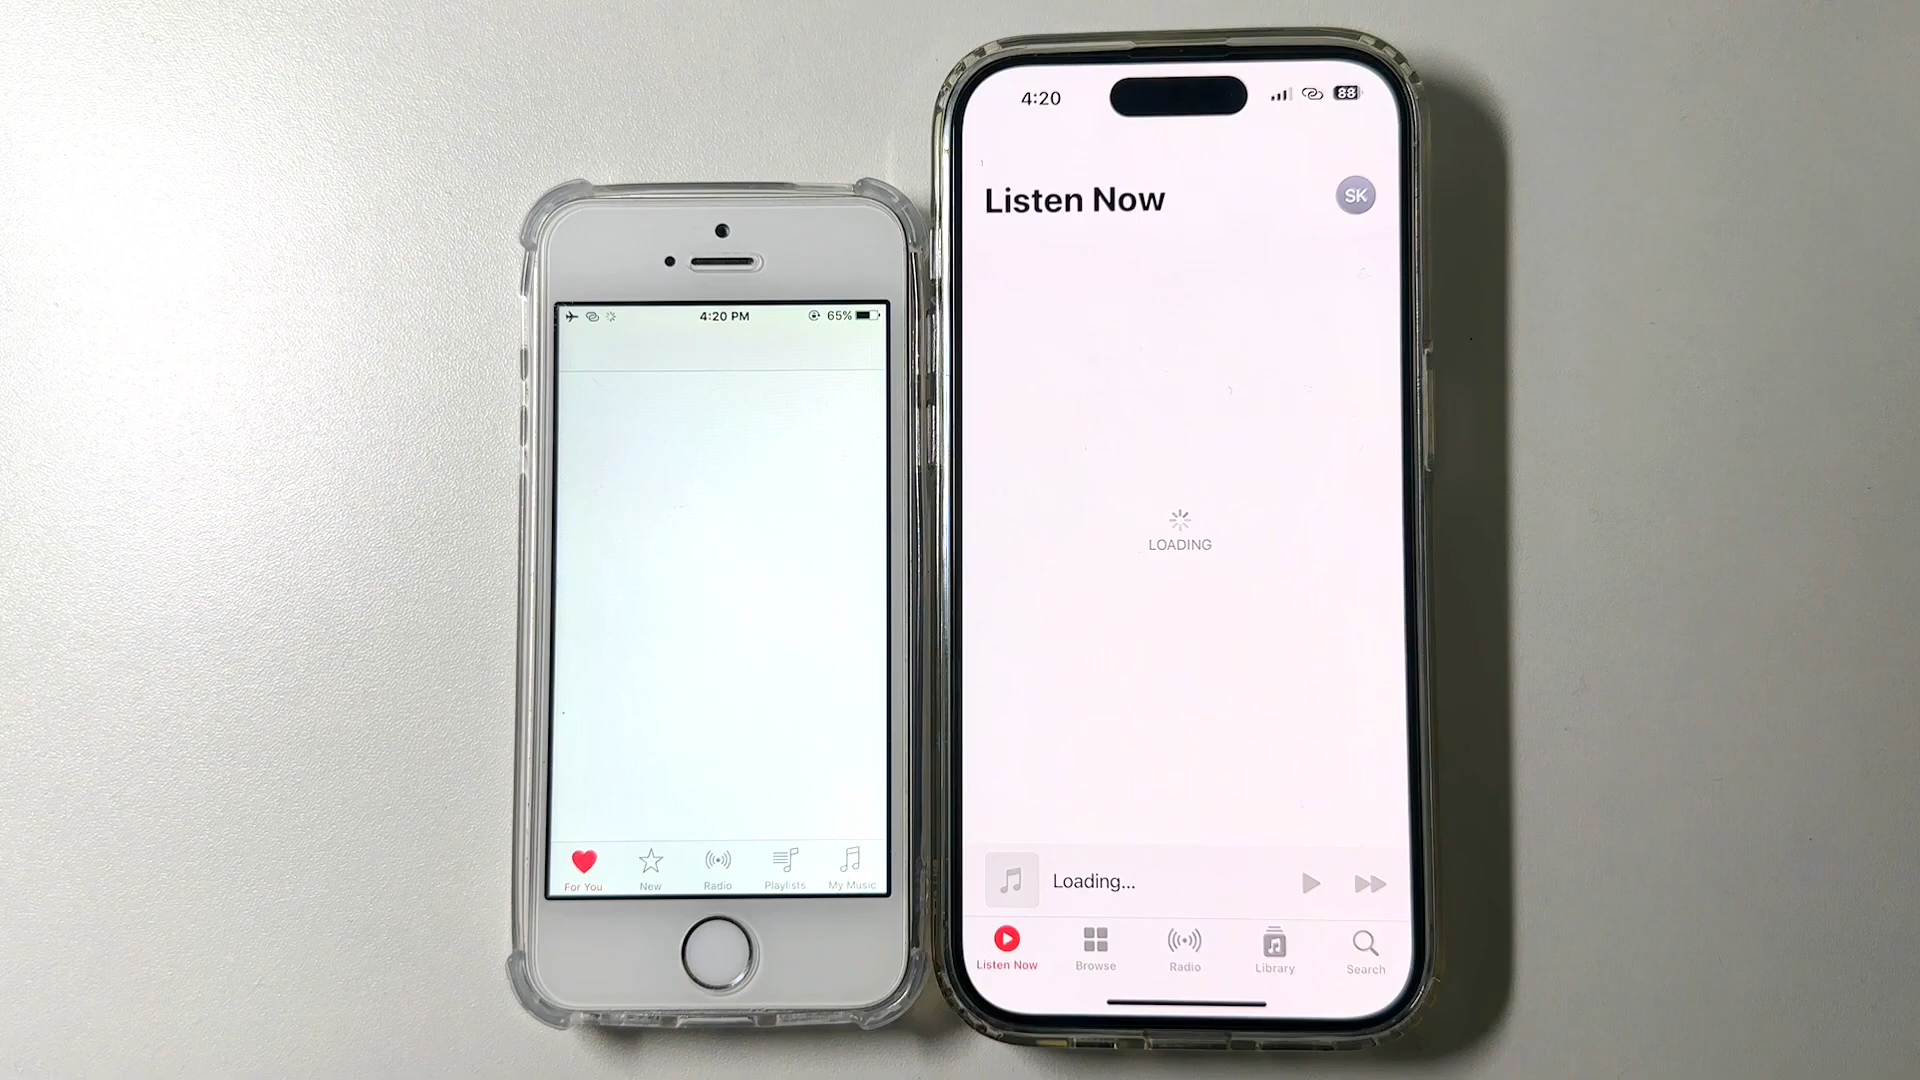 4:20 PM
65%
For You
New
Radio
Playlists
My Music
4:20
88
Listen Now
SK
LOADING
Loading...
Listen Now
Browse
Radio
Library
Search